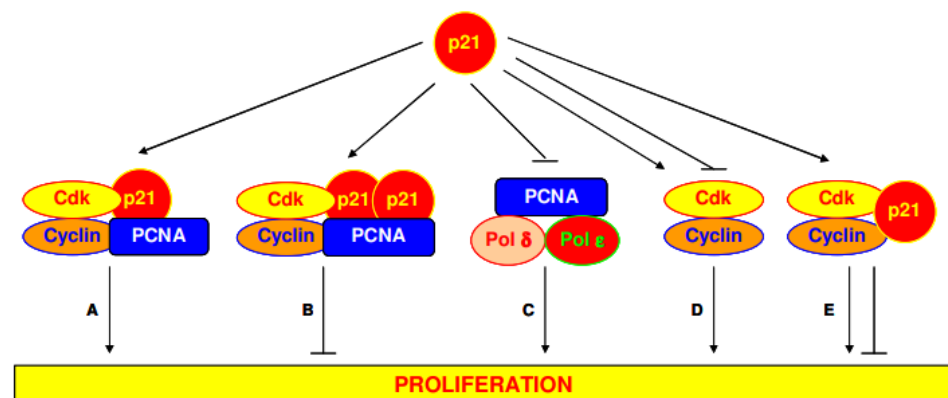 p21
Cdk p21
Cyclin PCNA
Cdk p21 p21
Cyclin PCNA
PCNA
Pol δ Pol ε
Cdk
Cyclin
Cdk
p21
Cyclin
A
B
C
D
E
PROLIFERATION